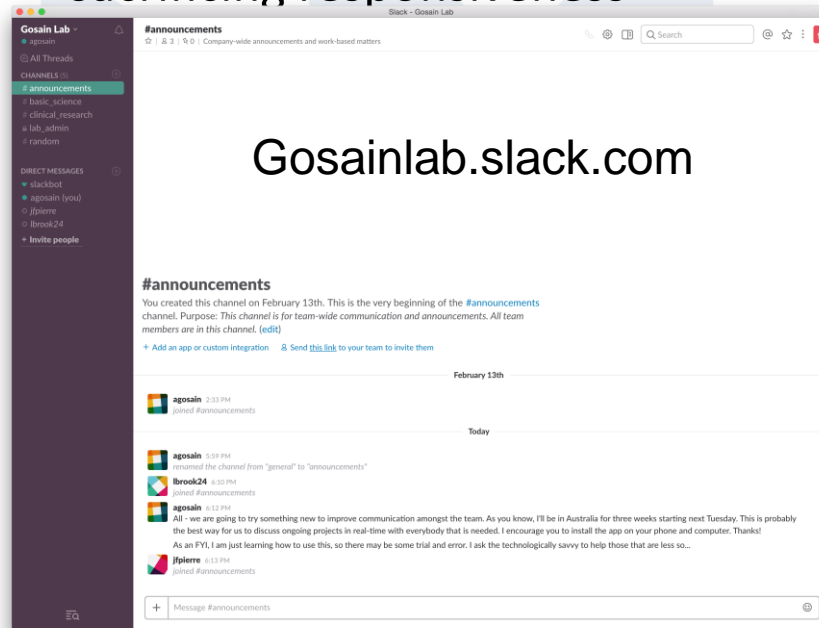 Slack - Gosain Lab
Gosain Lab
agosain
All Threads
CHANNELS (5)
# announcements
# basic_science
# clinical_research
lab_admin
# random
DIRECT MESSAGES
slackbot
agosain (you)
jfpierre
lbrook24
+ Invite people
#announcements
3 | 0 | Company-wide announcements and work-based matters
Search
Gosainlab.slack.com
#announcements
You created this channel on February 13th. This is the very beginning of the #announcements
channel. Purpose: This channel is for team-wide communication and announcements. All team
members are in this channel. (edit)
+ Add an app or custom integration Send this link to your team to invite them
February 13th
agosain 2:33 PM
joined #announcements
Today
agosain 5:59 PM
renamed the channel from "general" to "announcements"
lbrook24 6:10 PM
joined #announcements
agosain 6:12 PM
All - we are going to try something new to improve communication amongst the team. As you know, I'll be in Australia for three weeks starting next Tuesday. This is probably
the best way for us to discuss ongoing projects in real-time with everybody that is needed. I encourage you to install the app on your phone and computer. Thanks!
As an FYI, I am just learning how to use this, so there may be some trial and error. I ask the technologically savvy to help those that are less so...
jfpierre 6:13 PM
joined #announcements
+ Message #announcements